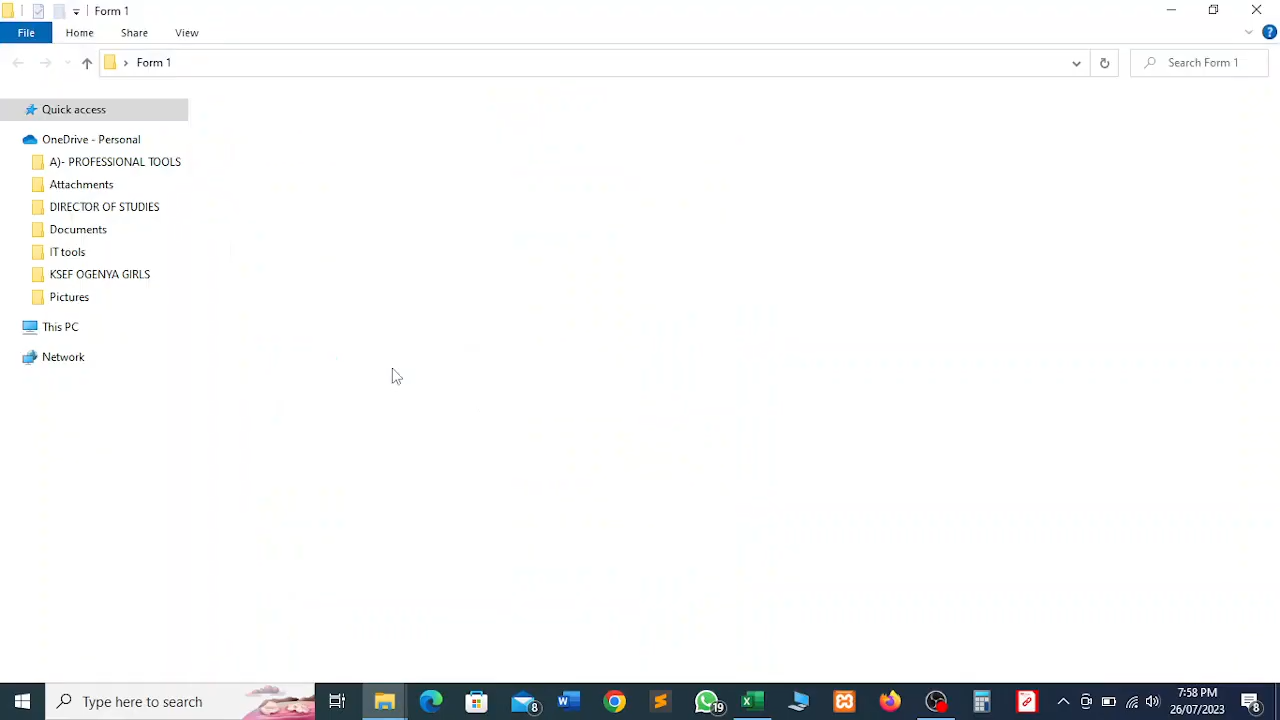 Form 1
File Home Share View
Form 1
Search Form 1
Quick access
OneDrive - Personal
A)- PROFESSIONAL TOOLS
Attachments
DIRECTOR OF STUDIES
Documents
IT tools
KSEF OGENYA GIRLS
Pictures
This PC
Network
Type here to search
8
19
7:58 PM
26/07/2023
8